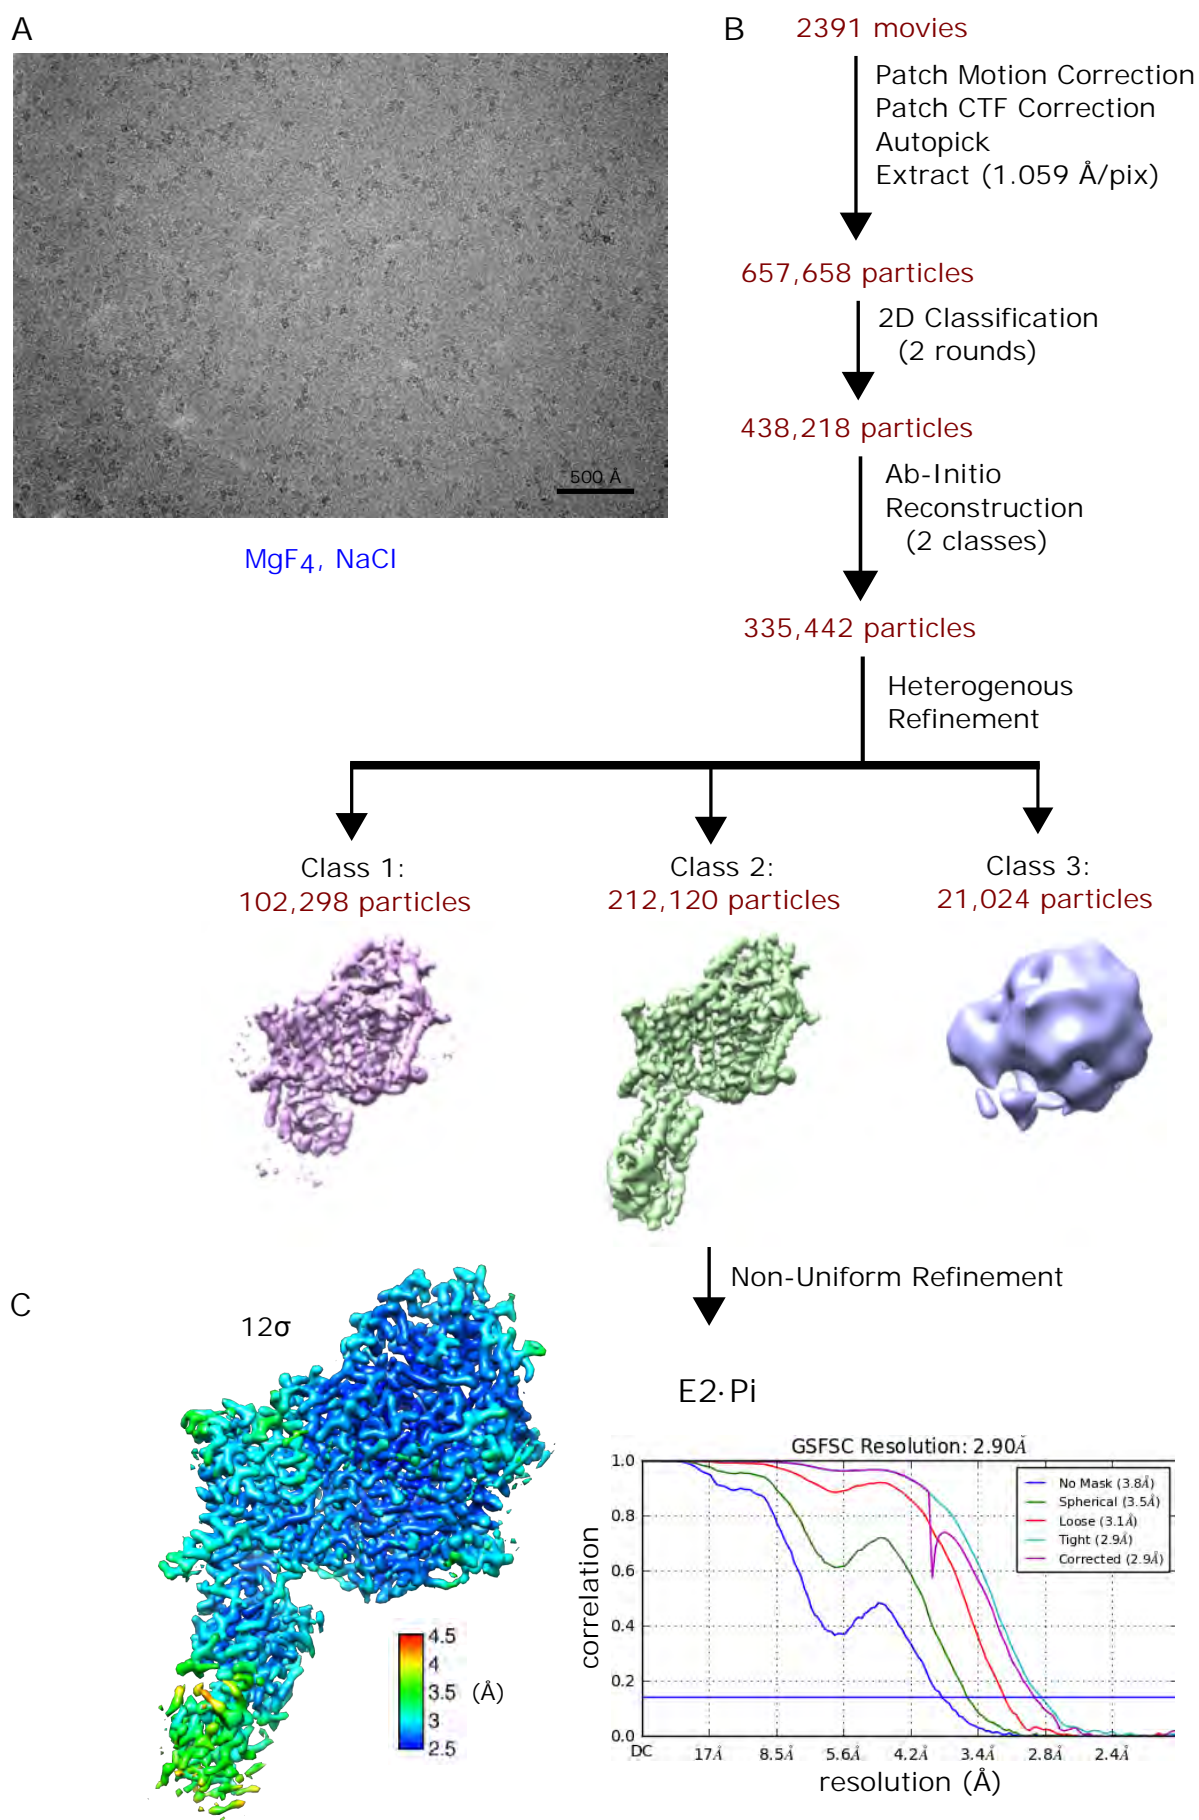 A
500 Å
MgF4, NaCl
B
2391 movies
Patch Motion Correction
Patch CTF Correction
Autopick
Extract (1.059 Å/pix)
657,658 particles
2D Classification
(2 rounds)
438,218 particles
Ab-Initio
Reconstruction
(2 classes)
335,442 particles
Heterogenous
Refinement
Class 1:
102,298 particles
Class 2:
212,120 particles
Class 3:
21,024 particles
Non-Uniform Refinement
E2·Pi
C
12σ
4.5
4
3.5
3
2.5
(Å)
GSFSC Resolution: 2.90Å
No Mask (3.8Å)
Spherical (3.5Å)
Loose (3.1Å)
Tight (2.9Å)
Corrected (2.9Å)
correlation
1.0
0.8
0.6
0.4
0.2
0.0
DC 17Å 8.5Å 5.6Å 4.2Å 3.4Å 2.8Å 2.4Å
resolution (Å)